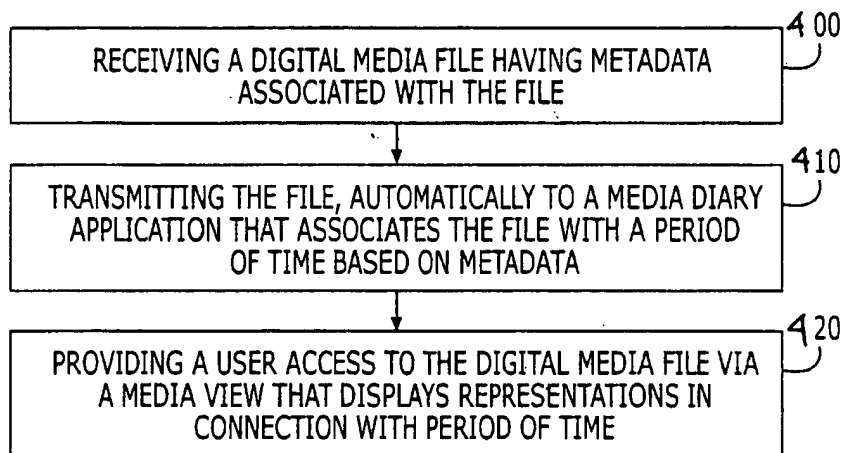 400
RECEIVING A DIGITAL MEDIA FILE HAVING METADATA
ASSOCIATED WITH THE FILE
410
TRANSMITTING THE FILE, AUTOMATICALLY TO A MEDIA DIARY
APPLICATION THAT ASSOCIATES THE FILE WITH A PERIOD
OF TIME BASED ON METADATA
420
PROVIDING A USER ACCESS TO THE DIGITAL MEDIA FILE VIA
A MEDIA VIEW THAT DISPLAYS REPRESENTATIONS IN
CONNECTION WITH PERIOD OF TIME